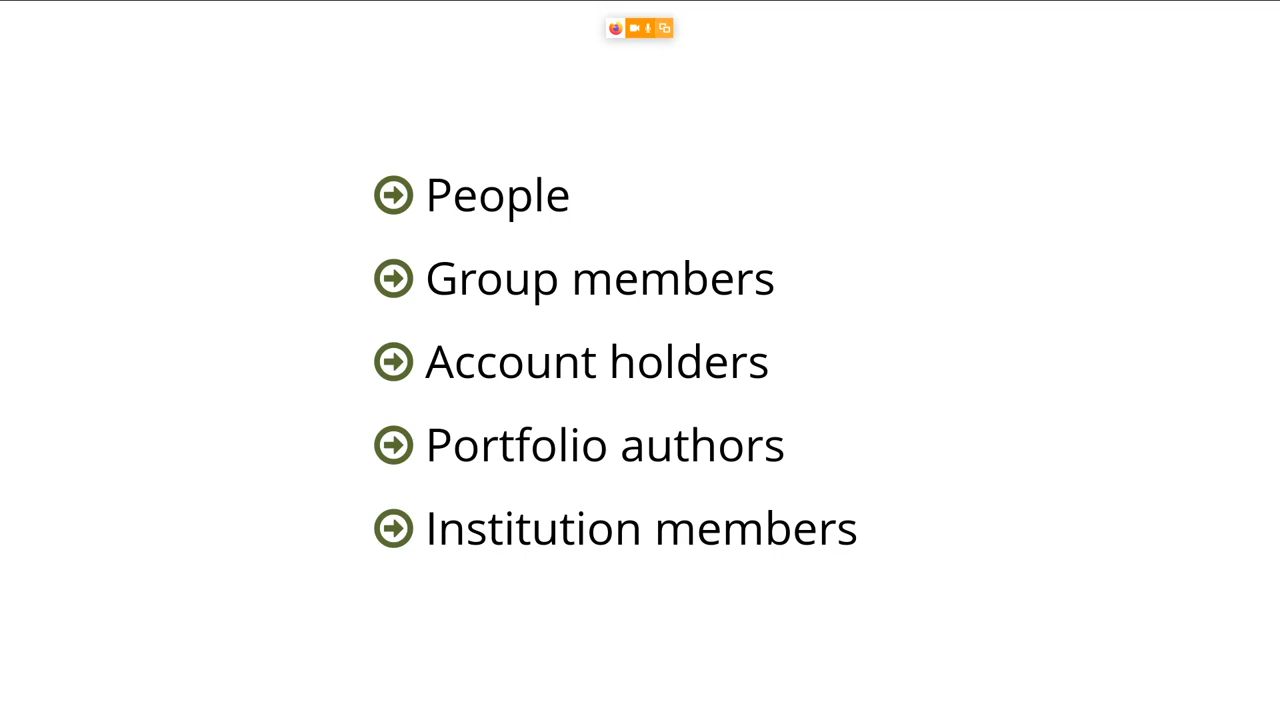 People
Group members
Account holders
Portfolio authors
Institution members